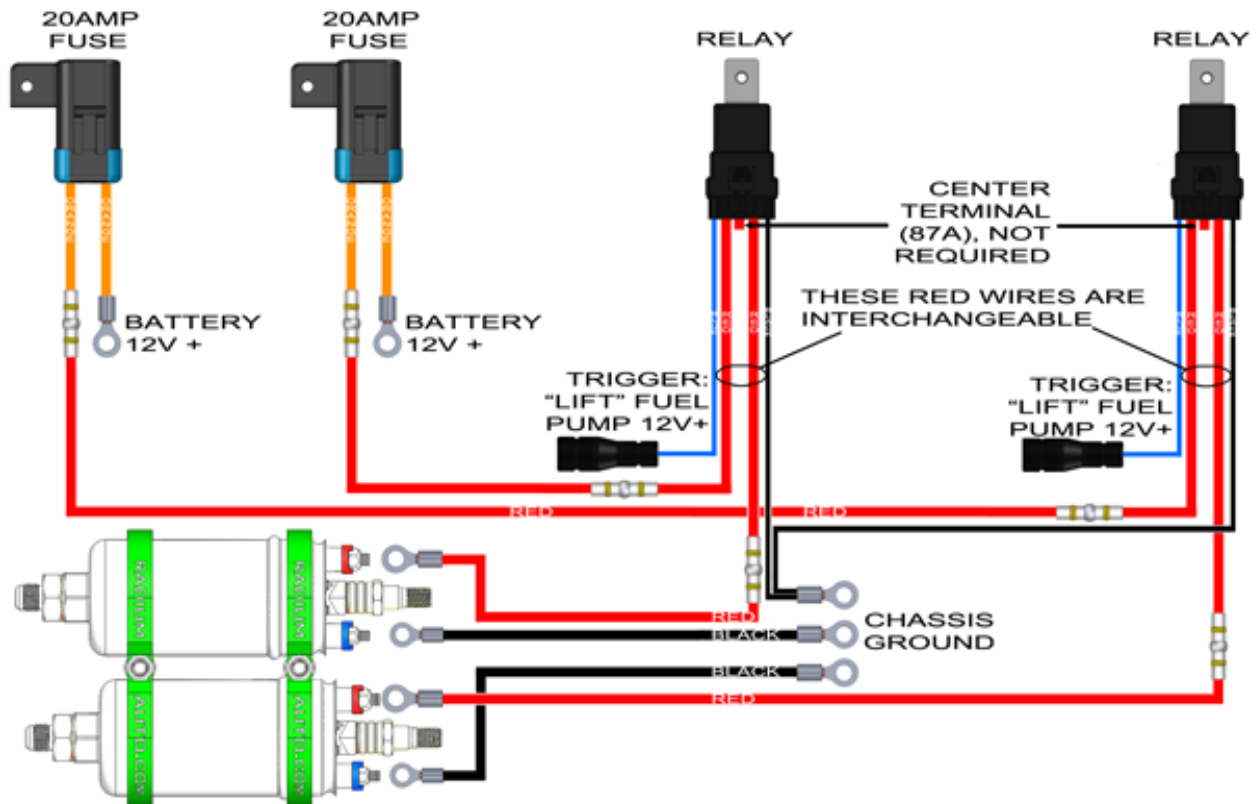 20AMP
FUSE
20AMP
FUSE
RELAY
RELAY
CENTER
TERMINAL
(87A), NOT
REQUIRED
THESE RED WIRES ARE
INTERCHANGEABLE
BATTERY
12V +
BATTERY
12V +
TRIGGER:
"LIFT" FUEL
PUMP 12V+
TRIGGER:
"LIFT" FUEL
PUMP 12V+
RED
RED
RADIUM
RED
BLACK
CHASSIS
GROUND
BLACK
RED